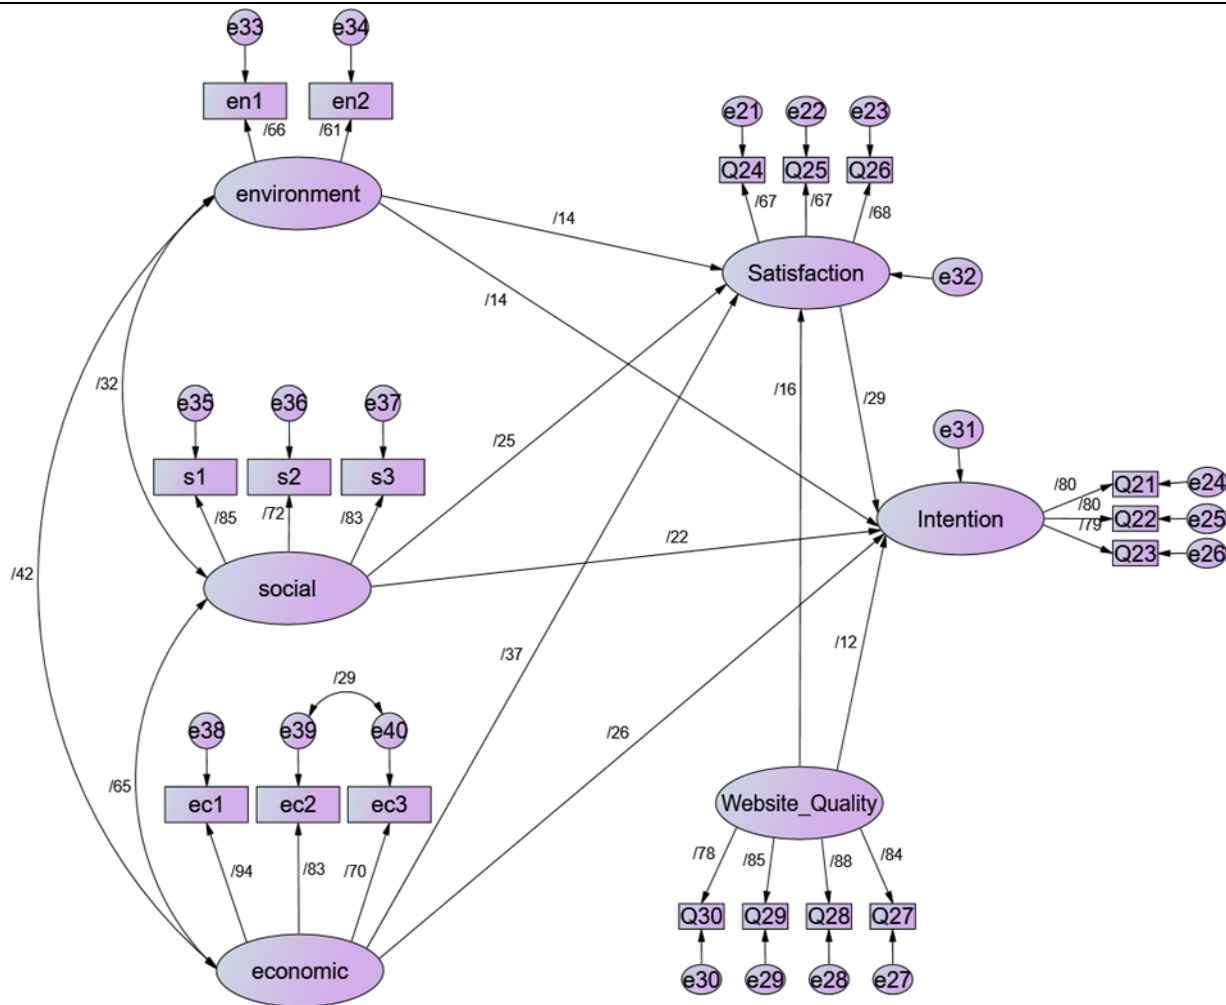 e33
e34
en1
en2
/66
/61
environment
e21
e22
e23
Q24
Q25
Q26
/67
/67
/68
Satisfaction
e32
/14
/14
/32
/16
/29
e35
e36
e37
s1
s2
s3
/85
/72
/83
social
/25
/22
e31
Intention
/80
/80
/79
Q21
e24
Q22
e25
Q23
e26
/42
/37
/12
/26
/65
/29
e38
e39
e40
ec1
ec2
ec3
/94
/83
/70
economic
Website_Quality
/78
/85
/88
/84
Q30
Q29
Q28
Q27
e30
e29
e28
e27